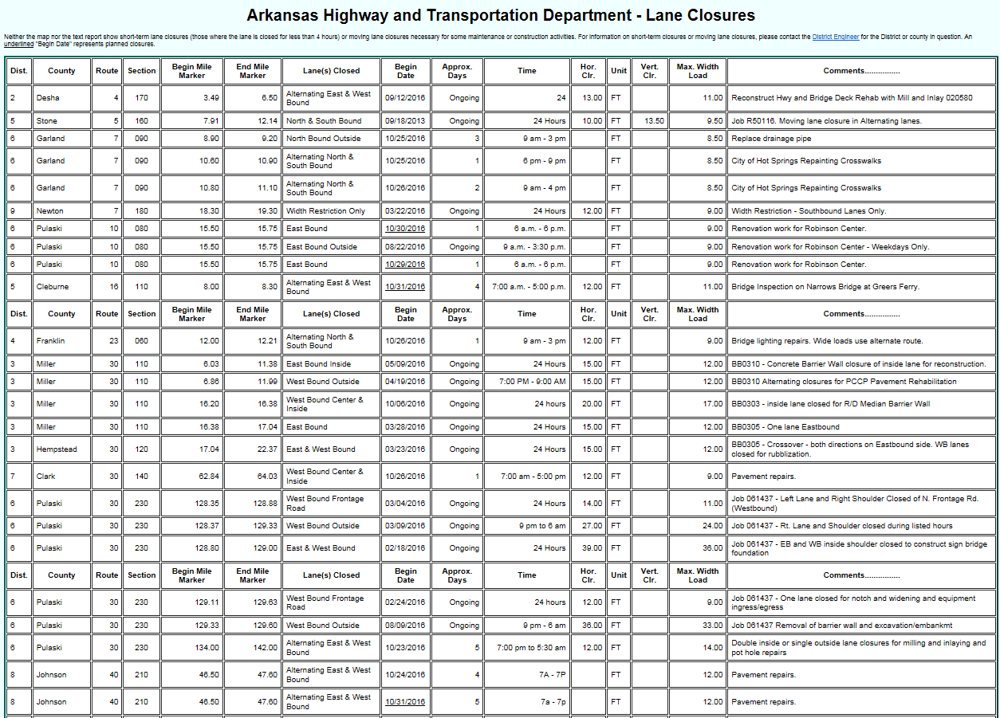 Arkansas Highway and Transportation Department - Lane Closures
Neither the map nor the text report show short-term lane closures (those where the lane is closed for less than 4 hours) or moving lane closures necessary for some maintenance or construction activities. For information on short-term closures or moving lane closures, please contact the District Engineer for the District or county in question. An
underlined "Begin Date" represents planned closures.
Dist. County Route Section Begin Mile Marker End Mile Marker Lane(s) Closed Begin Date Approx. Days Time Hor. Clr. Unit Vert. Clr. Max. Width Load Comments................
2 Desha 4 170 3.49 6.50 Alternating East & West Bound 09/12/2016 Ongoing 24 13.00 FT 11.00 Reconstruct Hwy and Bridge Deck Rehab with Mill and Inlay 020580
5 Stone 5 160 7.91 12.14 North & South Bound 09/18/2013 Ongoing 24 Hours 10.00 FT 13.50 9.50 Job R50116. Moving lane closure in Alternating lanes.
6 Garland 7 090 8.90 9.20 North Bound Outside 10/25/2016 3 9 am - 3 pm FT 8.50 Replace drainage pipe
6 Garland 7 090 10.60 10.90 Alternating North & South Bound 10/25/2016 1 6 pm - 9 pm FT 8.50 City of Hot Springs Repainting Crosswalks
6 Garland 7 090 10.80 11.10 Alternating North & South Bound 10/26/2016 2 9 am - 4 pm FT 8.50 City of Hot Springs Repainting Crosswalks
9 Newton 7 180 18.30 19.30 Width Restriction Only 03/22/2016 Ongoing 24 Hours 12.00 FT 9.00 Width Restriction - Southbound Lanes Only.
6 Pulaski 10 080 15.50 15.75 East Bound 10/30/2016 1 6 a.m. - 6 p.m. FT 9.00 Renovation work for Robinson Center.
6 Pulaski 10 080 15.50 15.75 East Bound Outside 08/22/2016 Ongoing 9 a.m. - 3:30 p.m. FT 9.00 Renovation work for Robinson Center - Weekdays Only.
6 Pulaski 10 080 15.50 15.75 East Bound 10/29/2016 1 6 a.m. - 6 p.m. FT 9.00 Renovation work for Robinson Center.
5 Cleburne 16 110 8.00 8.30 Alternating East & West Bound 10/31/2016 4 7:00 a.m. - 5:00 p.m. 12.00 FT 11.00 Bridge Inspection on Narrows Bridge at Greers Ferry.
Dist. County Route Section Begin Mile Marker End Mile Marker Lane(s) Closed Begin Date Approx. Days Time Hor. Clr. Unit Vert. Clr. Max. Width Load Comments................
4 Franklin 23 060 12.00 12.21 Alternating North & South Bound 10/26/2016 1 9 am - 3 pm 12.00 FT 9.00 Bridge lighting repairs. Wide loads use alternate route.
3 Miller 30 110 6.03 11.38 East Bound Inside 05/09/2016 Ongoing 24 Hours 15.00 FT 12.00 BB0310 - Concrete Barrier Wall closure of inside lane for reconstruction.
3 Miller 30 110 6.86 11.99 West Bound Outside 04/19/2016 Ongoing 7:00 PM - 9:00 AM 15.00 FT 12.00 BB0310 Alternating closures for PCCP Pavement Rehabilitation
3 Miller 30 110 16.20 16.38 West Bound Center & Inside 10/06/2016 Ongoing 24 hours 20.00 FT 17.00 BB0303 - inside lane closed for R/D Median Barrier Wall
3 Miller 30 110 16.38 17.04 East Bound 03/28/2016 Ongoing 24 Hours 15.00 FT 12.00 BB0305 - One lane Eastbound
3 Hempstead 30 120 17.04 22.37 East & West Bound 03/23/2016 Ongoing 24 Hours 15.00 FT 12.00 BB0305 - Crossover - both directions on Eastbound side. WB lanes closed for rubblization.
7 Clark 30 140 62.84 64.03 West Bound Center & Inside 10/26/2016 1 7:00 am - 5:00 pm 12.00 FT 9.00 Pavement repairs.
6 Pulaski 30 230 128.35 128.88 West Bound Frontage Road 03/04/2016 Ongoing 24 Hours 14.00 FT 11.00 Job 061437 - Left Lane and Right Shoulder Closed of N. Frontage Rd. (Westbound)
6 Pulaski 30 230 128.37 129.33 West Bound Outside 03/09/2016 Ongoing 9 pm to 6 am 27.00 FT 24.00 Job 061437 - Rt. Lane and Shoulder closed during listed hours
6 Pulaski 30 230 128.80 129.00 East & West Bound 02/18/2016 Ongoing 24 Hours 39.00 FT 36.00 Job 061437 - EB and WB inside shoulder closed to construct sign bridge foundation
Dist. County Route Section Begin Mile Marker End Mile Marker Lane(s) Closed Begin Date Approx. Days Time Hor. Clr. Unit Vert. Clr. Max. Width Load Comments................
6 Pulaski 30 230 129.11 129.63 West Bound Frontage Road 02/24/2016 Ongoing 24 hours 12.00 FT 9.00 Job 061437 - One lane closed for notch and widening and equipment ingress/egress
6 Pulaski 30 230 129.33 129.60 West Bound Outside 08/09/2016 Ongoing 9 pm - 6 am 36.00 FT 33.00 Job 061437 Removal of barrier wall and excavation/embankmt
6 Pulaski 30 230 134.00 142.00 Alternating East & West Bound 10/23/2016 5 7:00 pm to 5:30 am 12.00 FT 14.00 Double inside or single outside lane closures for milling and inlaying and pot hole repairs
8 Johnson 40 210 46.50 47.60 Alternating East & West Bound 10/24/2016 4 7A - 7P FT 12.00 Pavement repairs.
8 Johnson 40 210 46.50 47.60 Alternating East & West Bound 10/31/2016 5 7a - 7p FT 12.00 Pavement repairs.